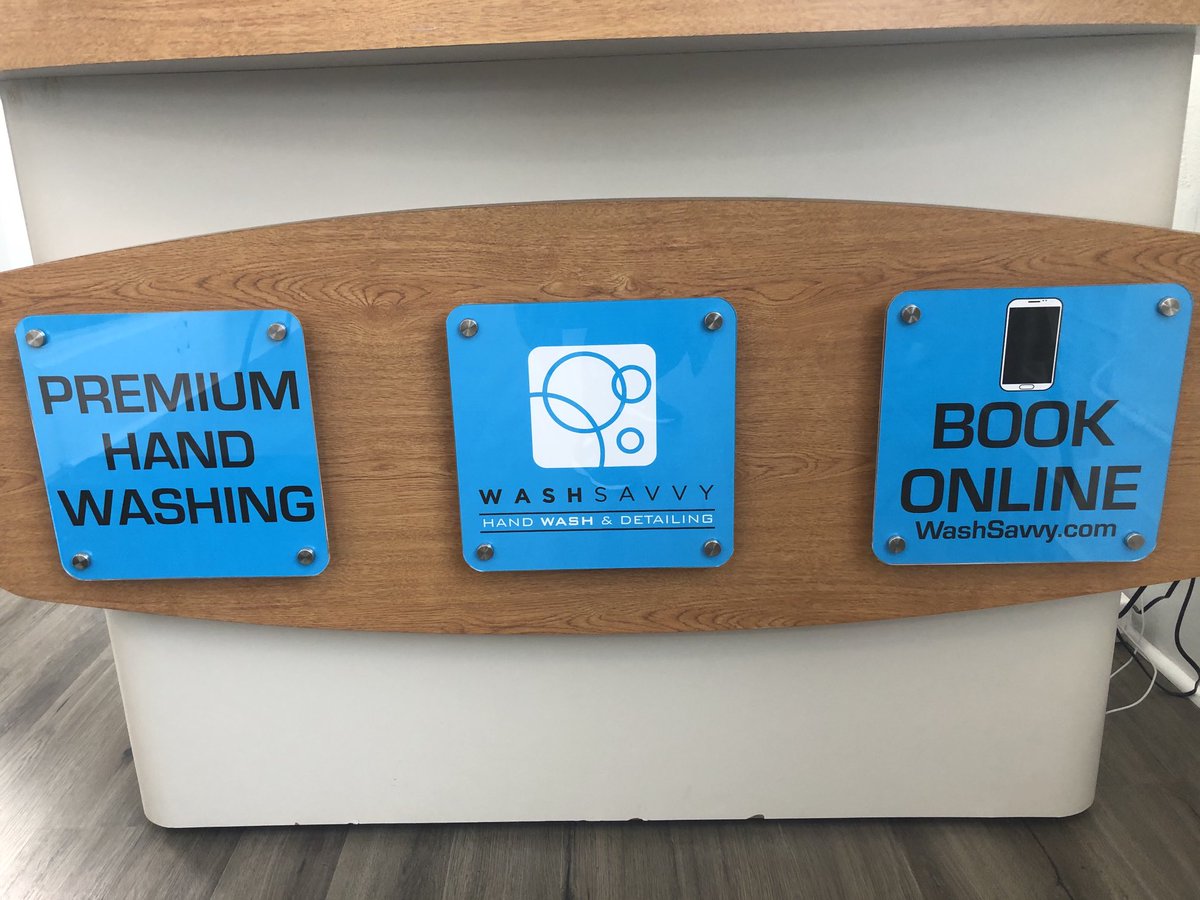 PREMIUM
HAND
WASHING
WASHSAVVY
HAND WASH & DETAILING
BOOK
ONLINE
WashSavvy.com